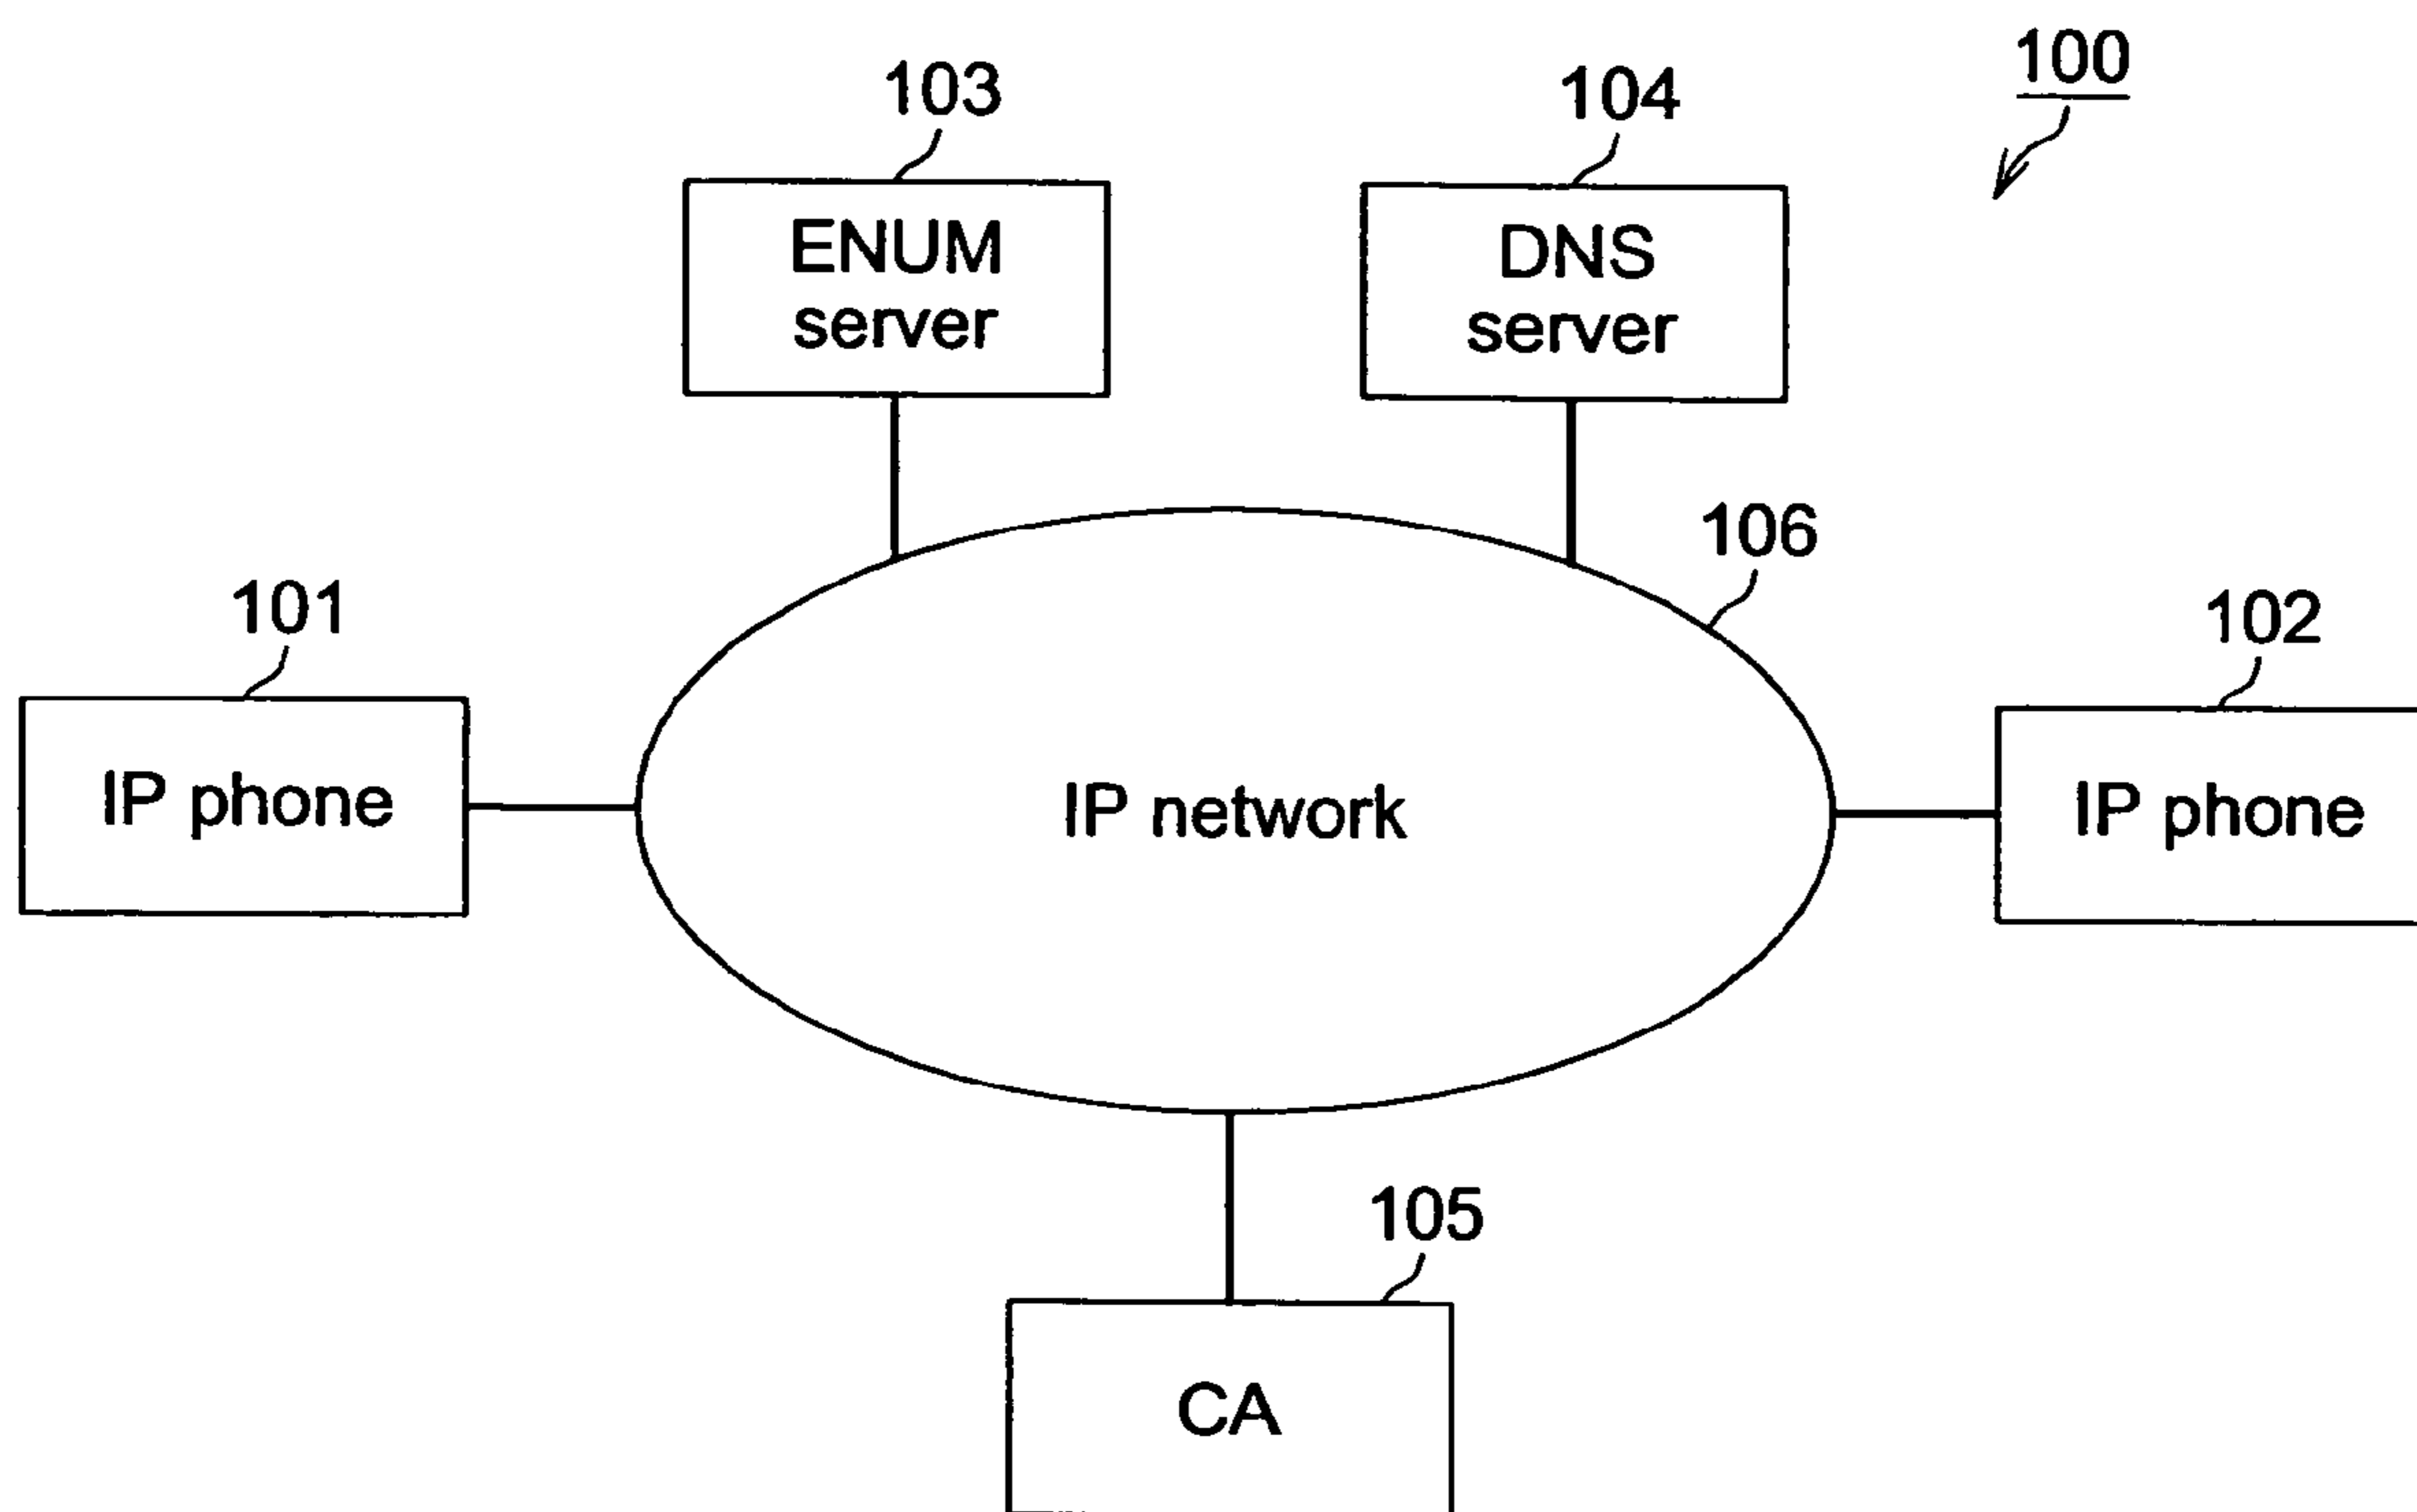 100
103
104
ENUM
server
DNS
server
106
101
102
IP phone
IP network
IP phone
105
CA